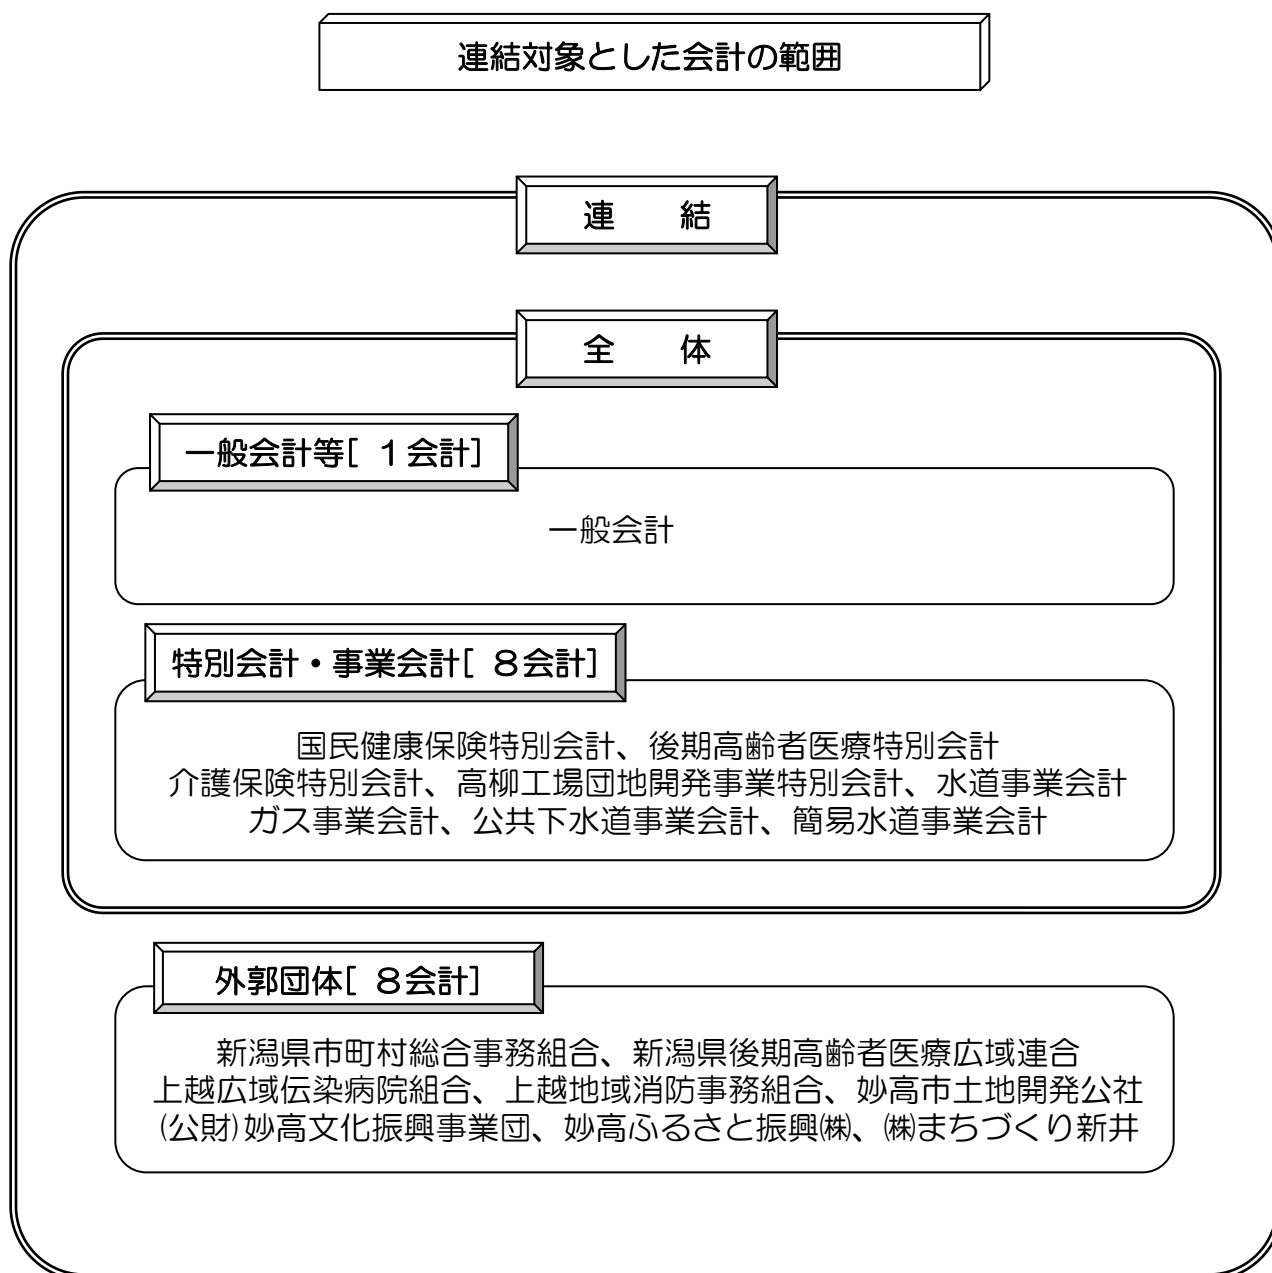 連結対象とした会計の範囲
連　　結
全　　体
一般会計等[ 1会計]
一般会計
特別会計・事業会計[ 8会計]
国民健康保険特別会計、後期高齢者医療特別会計
介護保険特別会計、高柳工場団地開発事業特別会計、水道事業会計
ガス事業会計、公共下水道事業会計、簡易水道事業会計
外郭団体[ 8会計]
新潟県市町村総合事務組合、新潟県後期高齢者医療広域連合
上越広域伝染病院組合、上越地域消防事務組合、妙高市土地開発公社
(公財)妙高文化振興事業団、妙高ふるさと振興㈱、㈱まちづくり新井